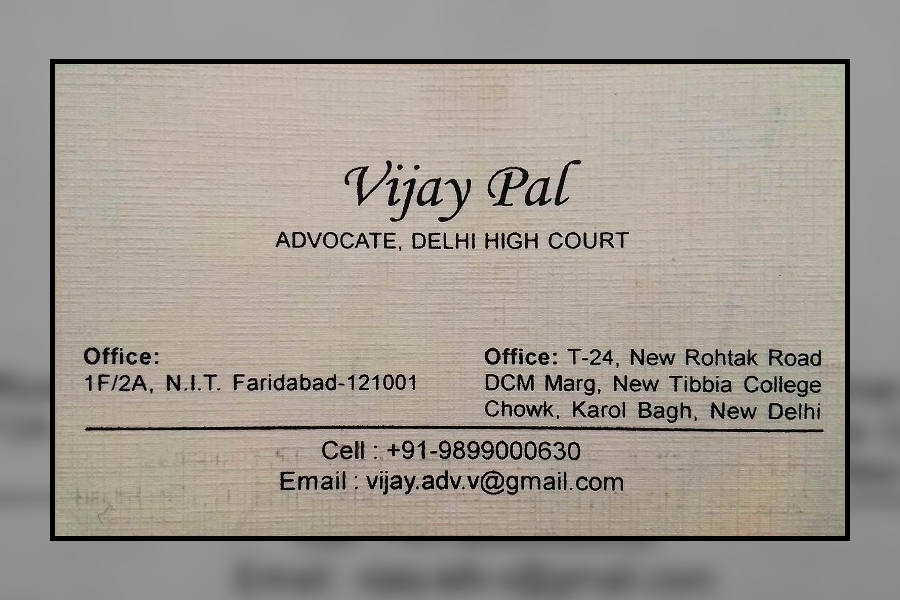 Vijay Pal
ADVOCATE, DELHI HIGH COURT
Office:
1F/2A, N.I.T. Faridabad-121001
Office: T-24, New Rohtak Road
DCM Marg, New Tibbia College
Chowk, Karol Bagh, New Delhi
Cell : +91-9899000630
Email : vijay.adv.v@gmail.com